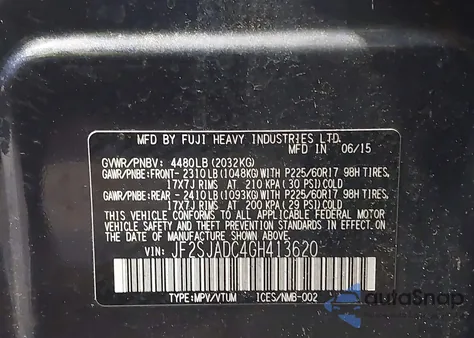 MFD BY FUJI HEAVY INDUSTRIES LTD.
MFD IN 06/15
GVWR/PNBV: 4480LB (2032KG)
GAWR/PNBE:FRONT-2310LB(1048KG)WITH P225/60R17 98H TIRES,
17X7J RIMS AT 210 KPA (30 PSI) COLD
GAWR/PNBE:REAR -2410LB(1093KG)WITH P225/60R17 98H TIRES,
17X7J RIMS AT 200 KPA (29 PSI) COLD
THIS VEHICLE CONFORMS TO ALL APPLICABLE FEDERAL MOTOR
VEHICLE SAFETY, BUMPER, AND THEFT PREVENTION STANDARDS
IN EFFECT ON THE DATE OF MANUFACTURE SHOWN ABOVE.
VIN: JF2SJADC4GH413620
TYPE:MPV/VTUM ICES/NMB-002
autoSnap